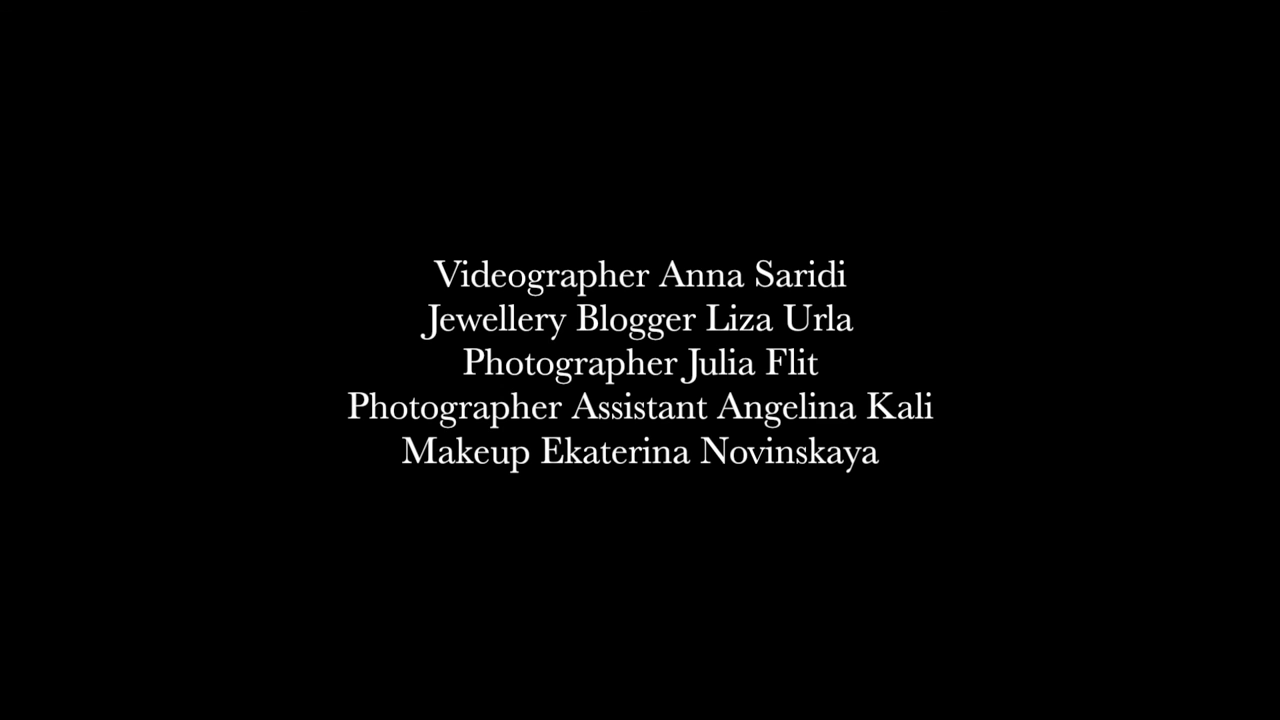 Videographer Anna Saridi
Jewellery Blogger Liza Urla
Photographer Julia Flit
Photographer Assistant Angelina Kali
Makeup Ekaterina Novinskaya